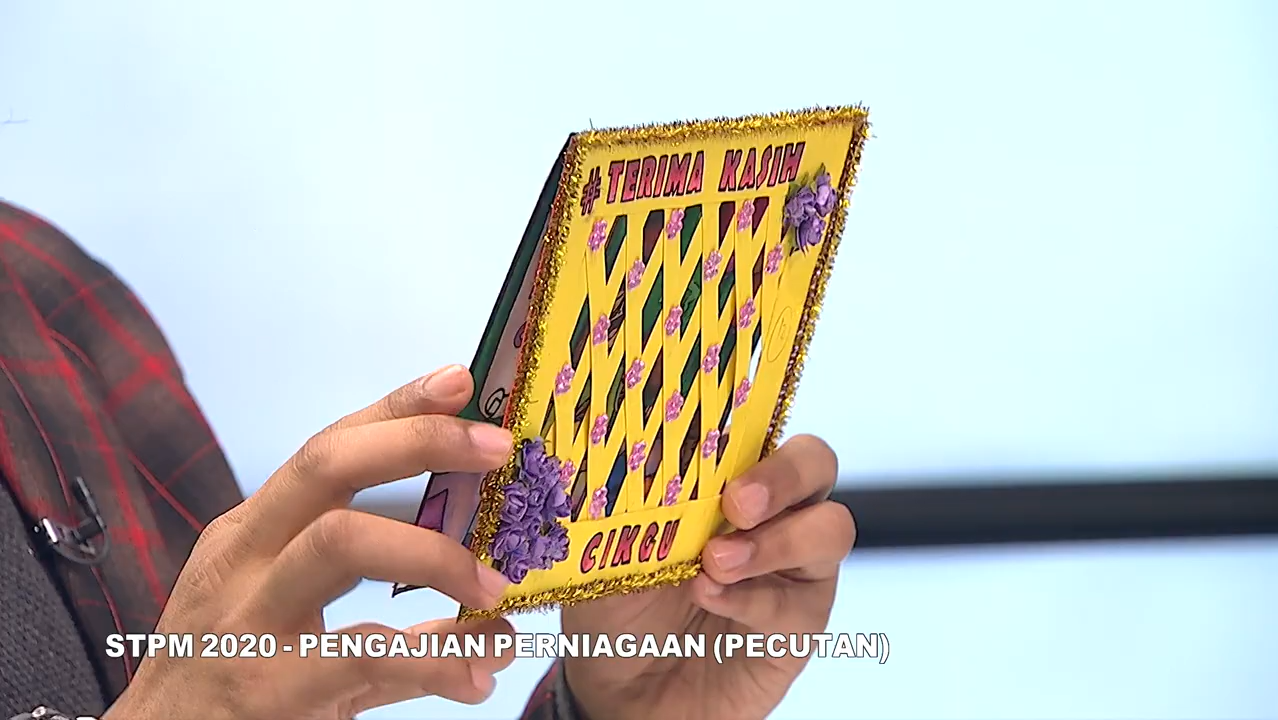 #TERIMA KASIH
CIKGU
STPM 2020 - PENGAJIAN PERNIAGAAN (PECUTAN)